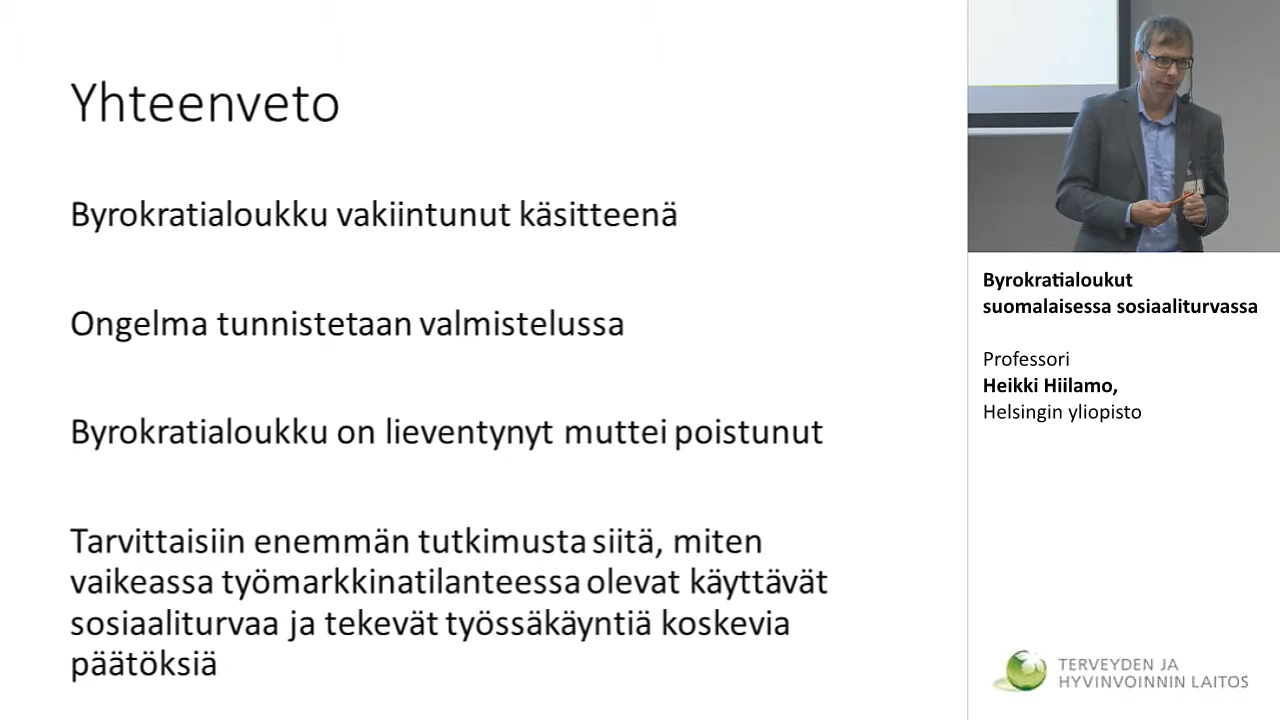 Yhteenveto
Byrokratialoukku vakiintunut käsitteenä
Ongelma tunnistetaan valmistelussa
Byrokratialoukku on lieventynyt muttei poistunut
Tarvittaisiin enemmän tutkimusta siitä, miten
vaikeassa työmarkkinatilanteessa olevat käyttävät
sosiaaliturvaa ja tekevät työssäkäyntiä koskevia
päätöksiä
Byrokratialoukut
suomalaisessa sosiaaliturvassa
Professori
Heikki Hiilamo,
Helsingin yliopisto
TERVEYDEN JA
HYVINVOINNIN LAITOS